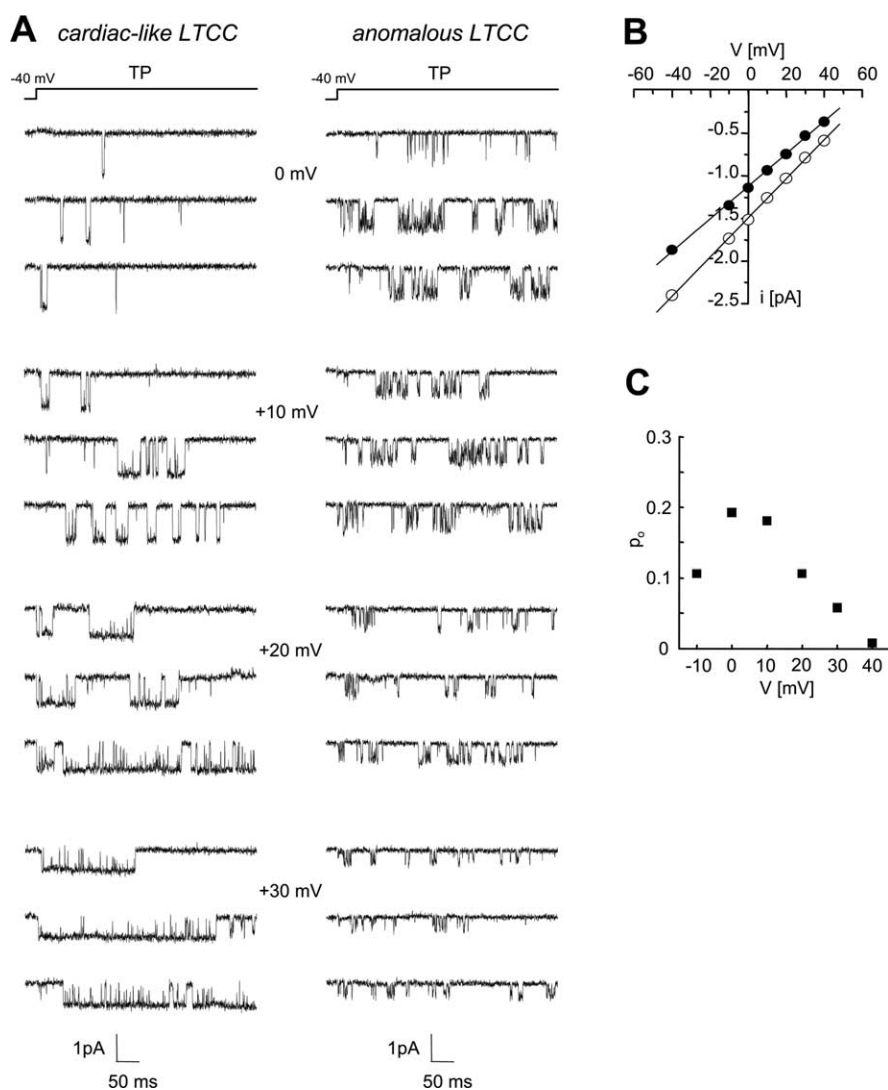 A
cardiac-like LTCC
anomalous LTCC
-40 mV
TP
-40 mV
TP
0 mV
+10 mV
+20 mV
+30 mV
1pA
50 ms
1pA
50 ms
B
V [mV]
-60 -40 -20 0 20 40 60
-0.5
-1.0
-1.5
-2.0
-2.5
i [pA]
C
0.3
0.2
0.1
0
po
-10 0 10 20 30 40
V [mV]